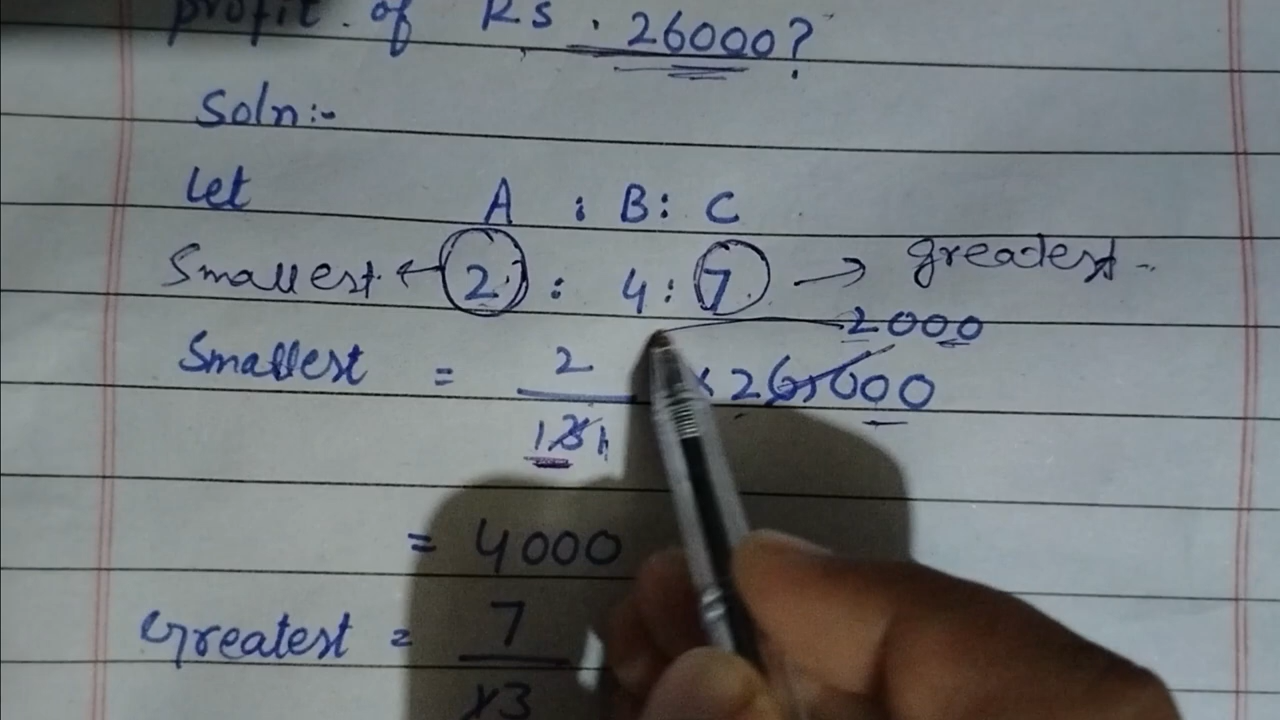 profit. of Rs. 26000?
Soln:-
Let A : B : C
Smallest ← 2 : 4 : 7 → greatest
2000
Smallest = 2 × 26000
13 1
= 4000
Greatest = 7
13